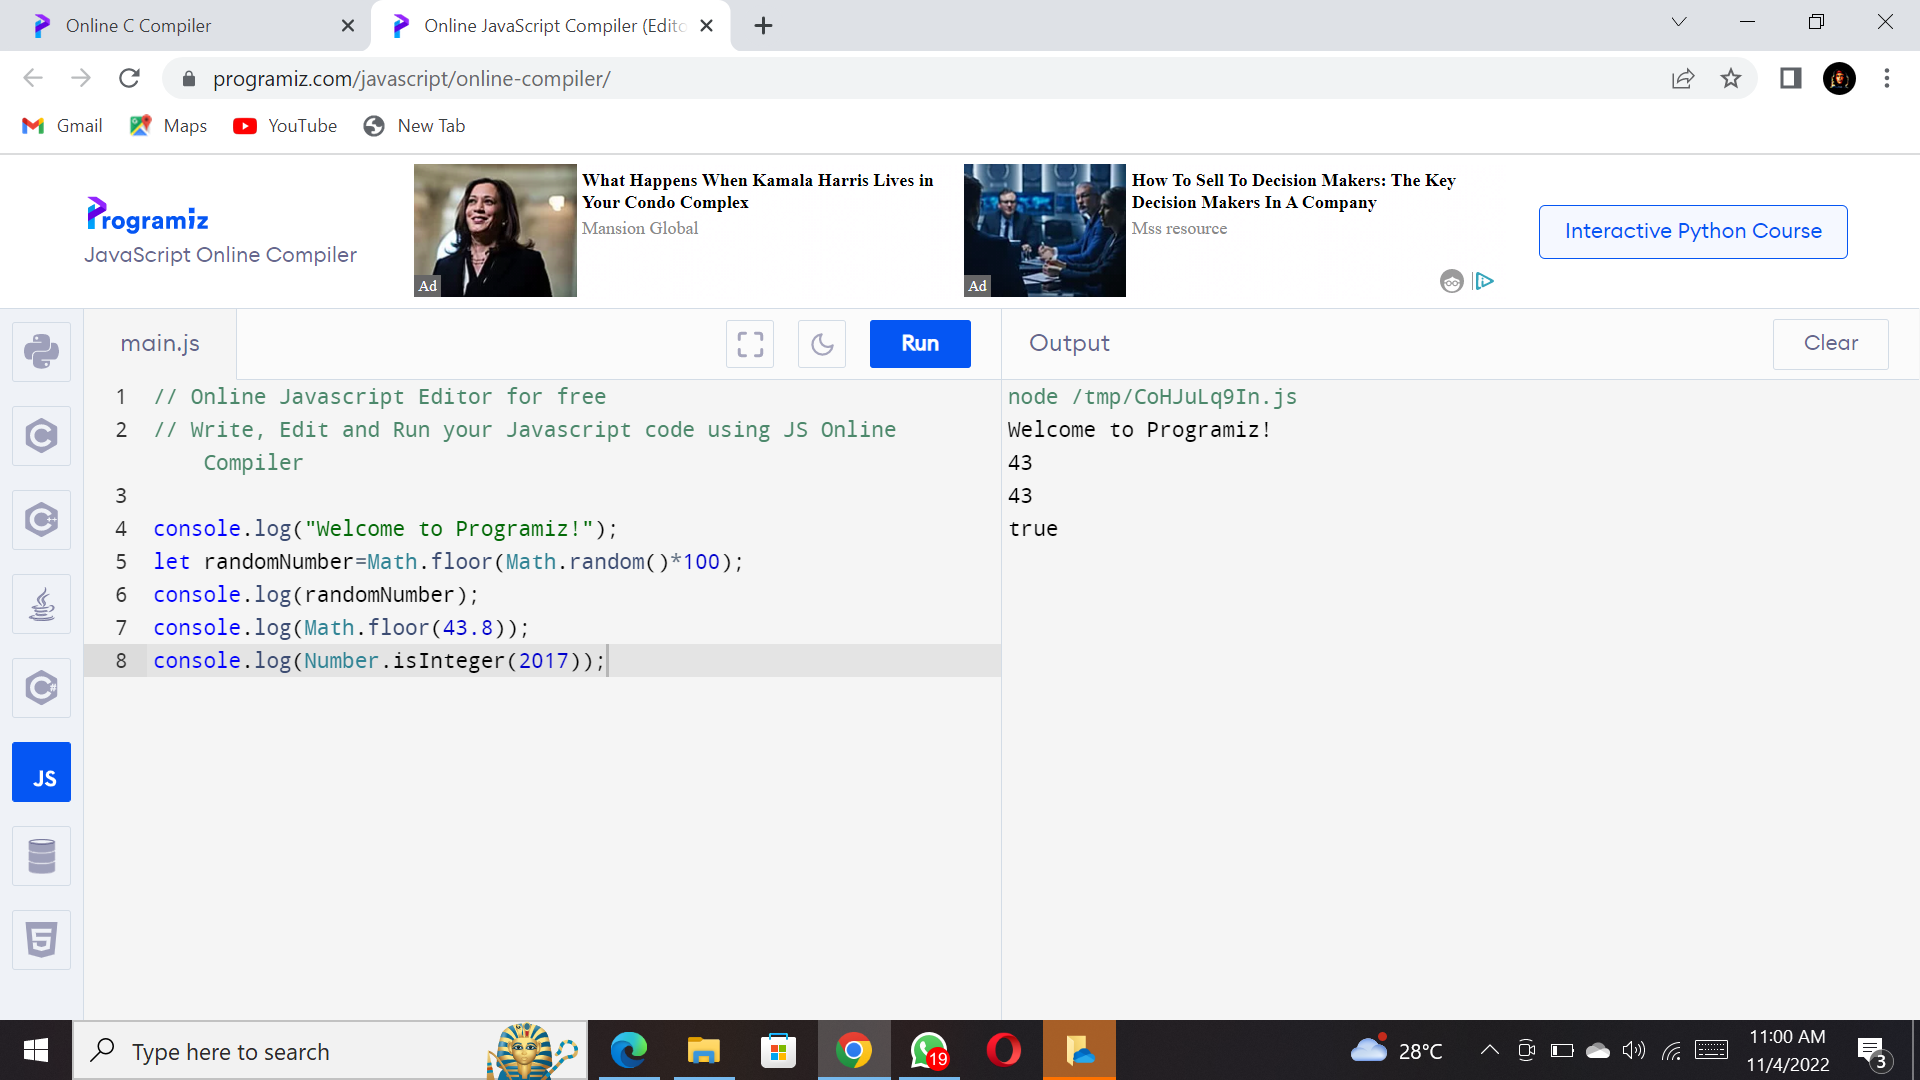 Online C Compiler
Online JavaScript Compiler (Edito
programiz.com/javascript/online-compiler/
Gmail
Maps
YouTube
New Tab
Programiz
JavaScript Online Compiler
What Happens When Kamala Harris Lives in
Your Condo Complex
Mansion Global
Ad
How To Sell To Decision Makers: The Key
Decision Makers In A Company
Mss resource
Ad
Interactive Python Course
main.js
Run
Output
Clear
1 // Online Javascript Editor for free
2 // Write, Edit and Run your Javascript code using JS Online
Compiler
3
4 console.log("Welcome to Programiz!");
5 let randomNumber=Math.floor(Math.random()*100);
6 console.log(randomNumber);
7 console.log(Math.floor(43.8));
8 console.log(Number.isInteger(2017));
node /tmp/CoHJuLq9In.js
Welcome to Programiz!
43
43
true
C
C++
C#
JS
5
Type here to search
19
28°C
11:00 AM
11/4/2022
3